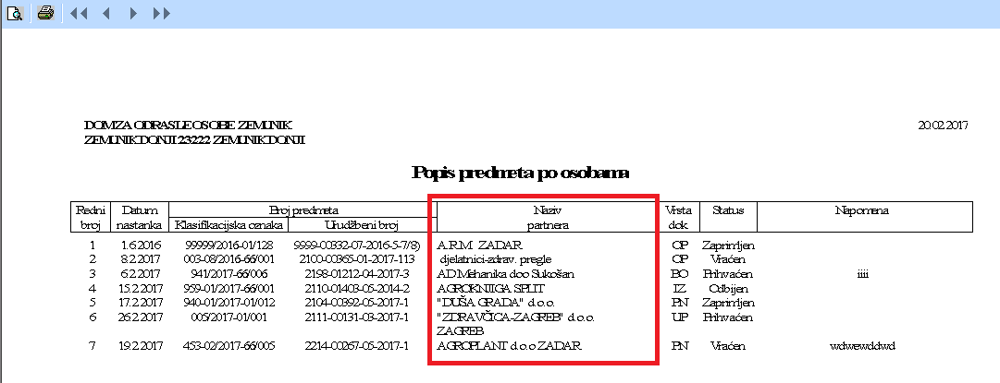 DOM ZA ODRASLE OSOBE ZEMUNIK 20.02.2017
ZEMUNIK DONJI 23222 ZEMUNIK DONJI
Popis predmeta po osobama
Redni Datum Broj predmeta Naziv Vrsta Status Napomena
broj nastanka Klasifikacijska oznaka Urudžbeni broj partnera dok
1 1.6.2016 99999/2016-01/128 9999-00332-07-2016-5-7/8) A.R.M. ZADAR OP Zaprimljen
2 8.2.2017 003-08/2016-66/001 2100-00365-01-2017-113 djelatnici-zdrav. pregle OP Vraćen
3 6.2.2017 941/2017-66/006 2198-01212-04-2017-3 AD Mehanika doo Sukošan BO Prihvaćen iiii
4 15.2.2017 959-01/2017-66/001 2110-01403-05-2014-2 AGROKNJIGA SPLIT IZ Odbijen
5 17.2.2017 940-01/2017-01/012 2104-00392-05-2017-1 "DUŠA GRADA" d.o.o. PN Zaprimljen
6 26.2.2017 005/2017-01/001 2111-00131-03-2017-1 "ZDRAVČICA-ZAGREB" d.o.o. UP Prihvaćen
ZAGREB
7 19.2.2017 453-02/2017-66/005 2214-00267-05-2017-1 AGROPLANT d.o.o ZADAR PN Vraćen wdwewddwd